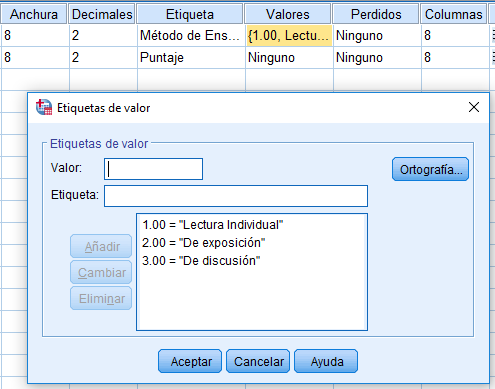 Anchura Decimales Etiqueta Valores Perdidos Columnas
8 2 Método de Ens... {1.00, Lectu... Ninguno 8
8 2 Puntaje Ninguno Ninguno 8
Etiquetas de valor
Etiquetas de valor
Valor:
Ortografía...
Etiqueta:
1.00 = "Lectura Individual"
2.00 = "De exposición"
3.00 = "De discusión"
Añadir
Cambiar
Eliminar
Aceptar Cancelar Ayuda